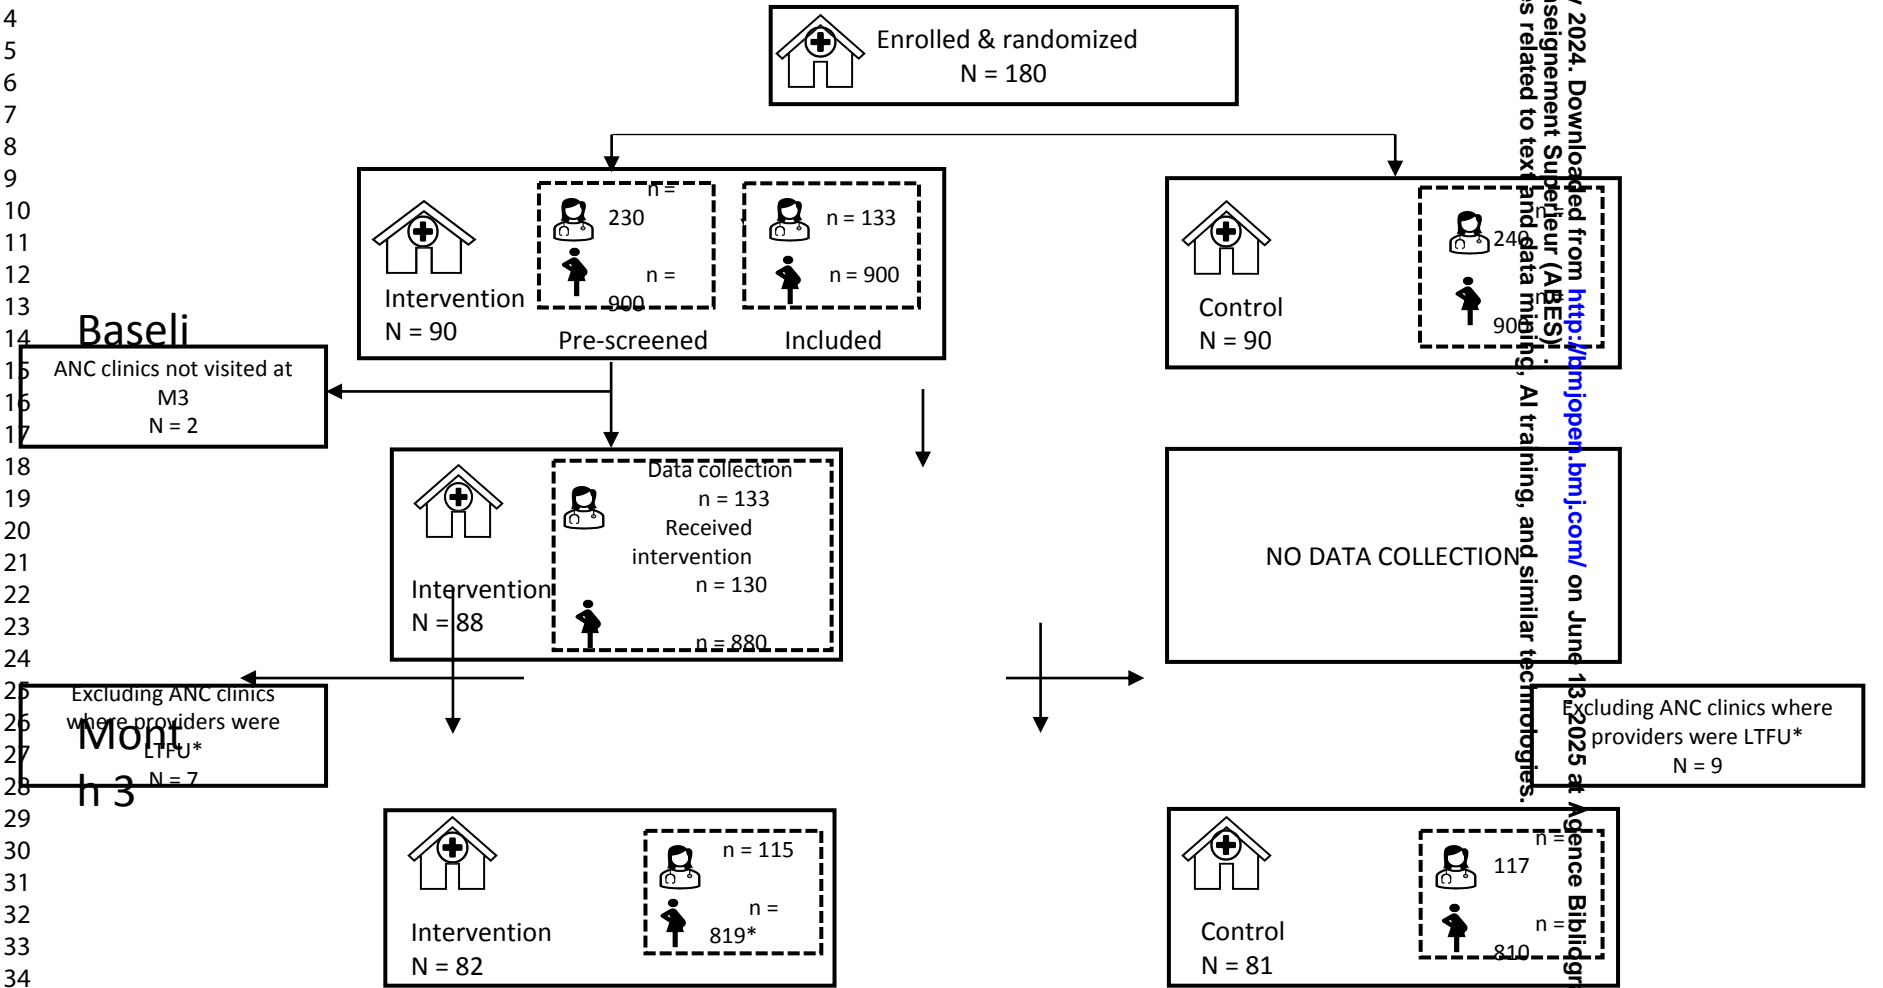 4
5
6
7
8
9
10
11
12
13
14
15
16
17
18
19
20
21
22
23
24
25
26
27
28
29
30
31
32
33
34
Enrolled & randomized
N = 180
Intervention
N = 90
n =
230
n =
900
Pre-screened
n = 133
n = 900
Included
Control
N = 90
n =
240
n =
900
Baseli
ANC clinics not visited at
M3
N = 2
Intervention
N = 88
Data collection
n = 133
Received
intervention
n = 130
n = 880
NO DATA COLLECTION
Excluding ANC clinics
where providers were
LTFU*
N = 7
Mont
h 3
Excluding ANC clinics where
providers were LTFU*
N = 9
Intervention
N = 82
n = 115
n =
819*
Control
N = 81
n =
117
n =
810
2024. Downloaded from http://bmjopen.bmj.com/ on June 13, 2025 at Agence Bibliogr
seignement Superieur (ABES) .
s related to text and data mining, AI training, and similar technologies.